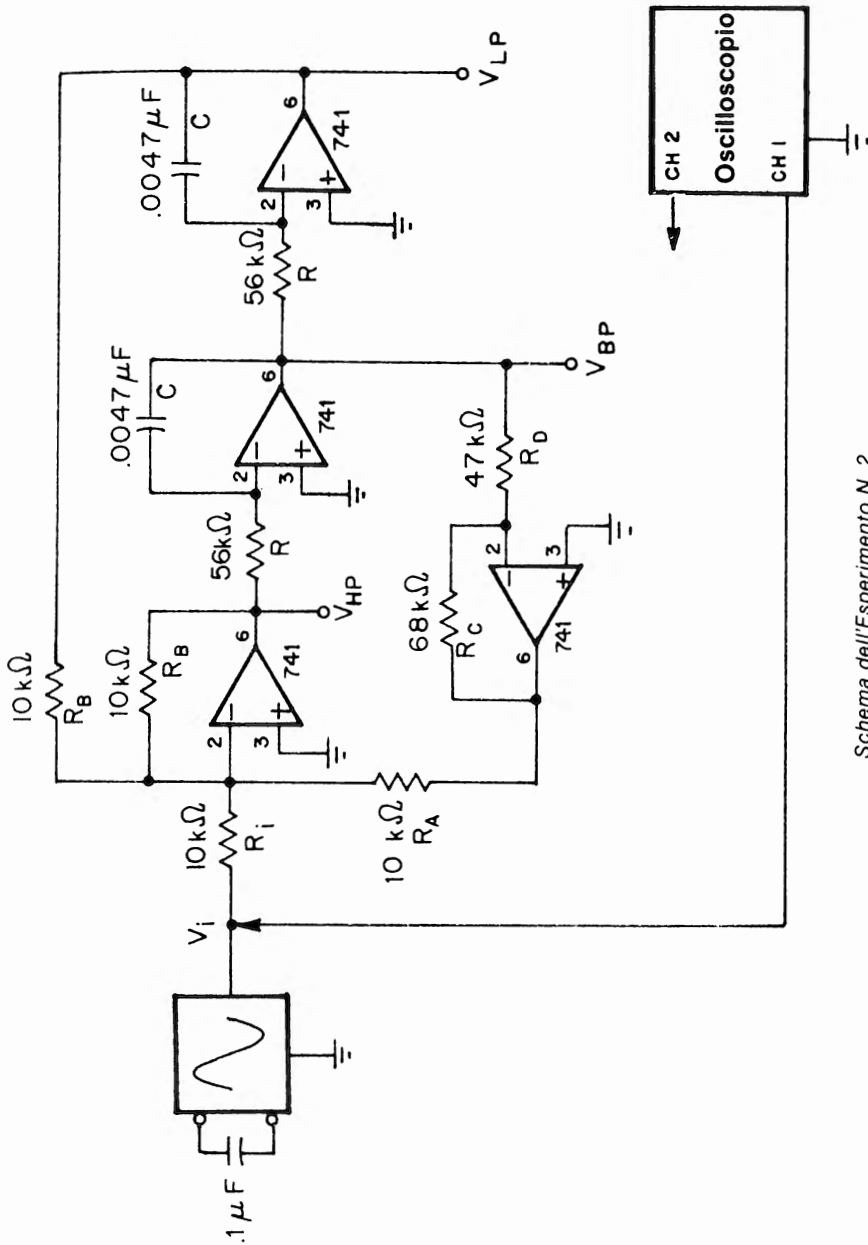 10kΩ
R_B
10kΩ
R_B
.0047µF
C
.0047µF
C
.1µF
V_i
10kΩ
R_i
2
3
6
741
V_HP
56kΩ
R
2
3
6
741
V_BP
56kΩ
R
2
3
6
741
V_LP
10 kΩ
R_A
68kΩ
R_C
47kΩ
R_D
2
3
6
741
CH 2
Oscilloscopio
CH 1
Schema dell'Esperimento N. 2